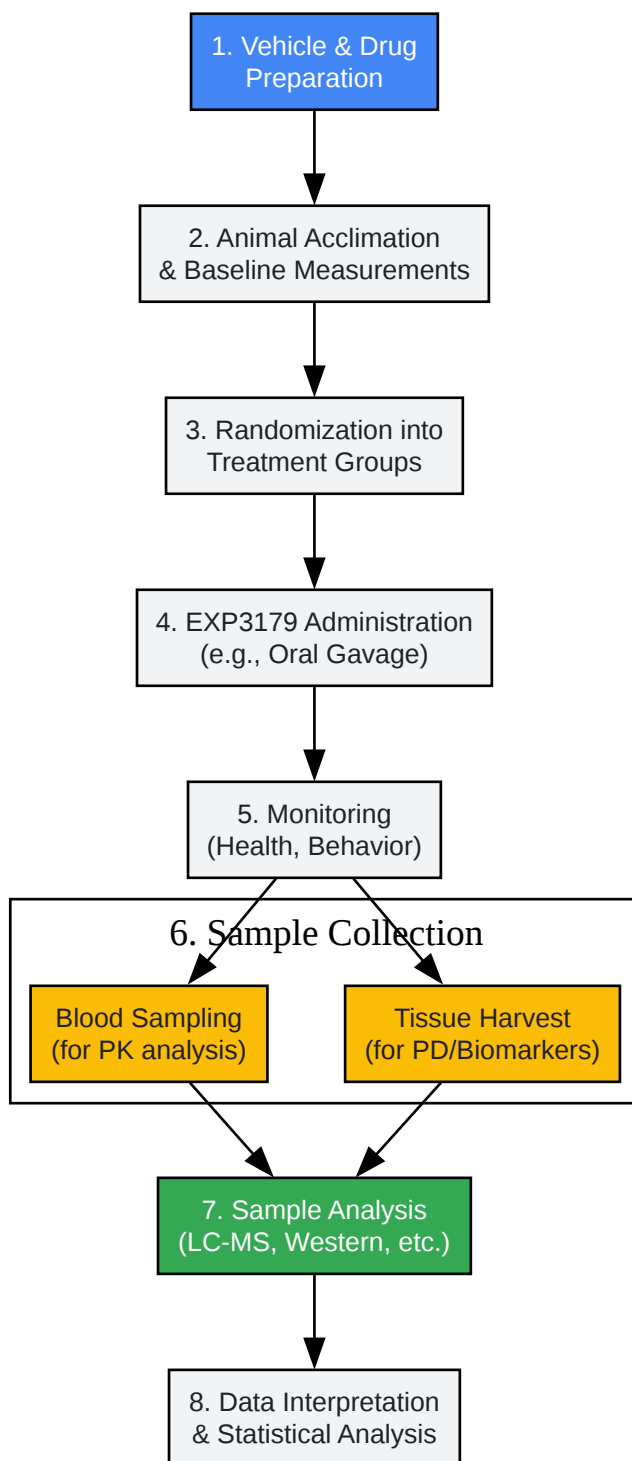 1. Vehicle & Drug
Preparation
2. Animal Acclimation
& Baseline Measurements
3. Randomization into
Treatment Groups
4. EXP3179 Administration
(e.g., Oral Gavage)
5. Monitoring
(Health, Behavior)
6. Sample Collection
Blood Sampling
(for PK analysis)
Tissue Harvest
(for PD/Biomarkers)
7. Sample Analysis
(LC-MS, Western, etc.)
8. Data Interpretation
& Statistical Analysis